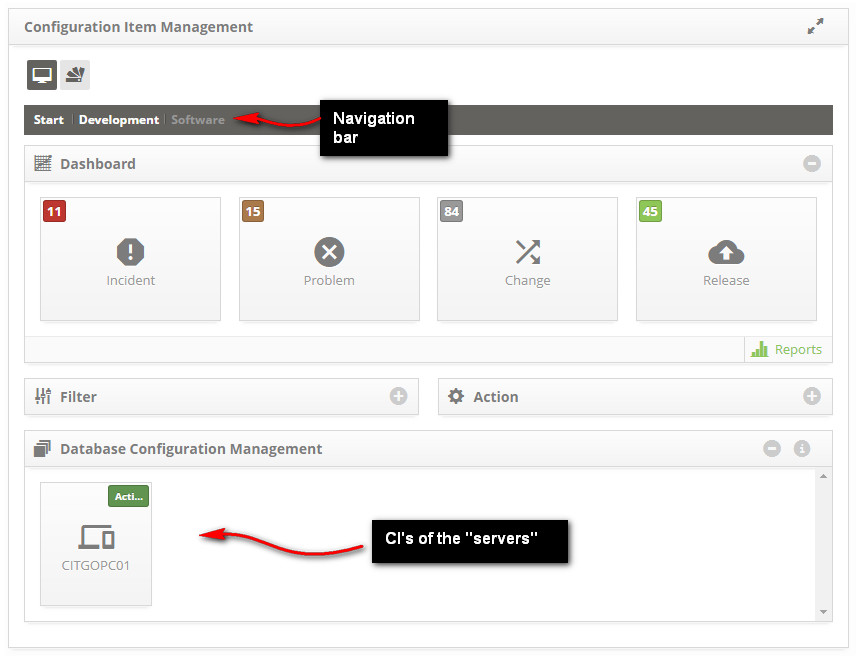 Configuration Item Management
Start Development Software
Navigation
bar
Dashboard
11
15
84
45
Incident
Problem
Change
Release
Reports
Filter
Action
Database Configuration Management
Acti...
CITGOPC01
CI's of the "servers"